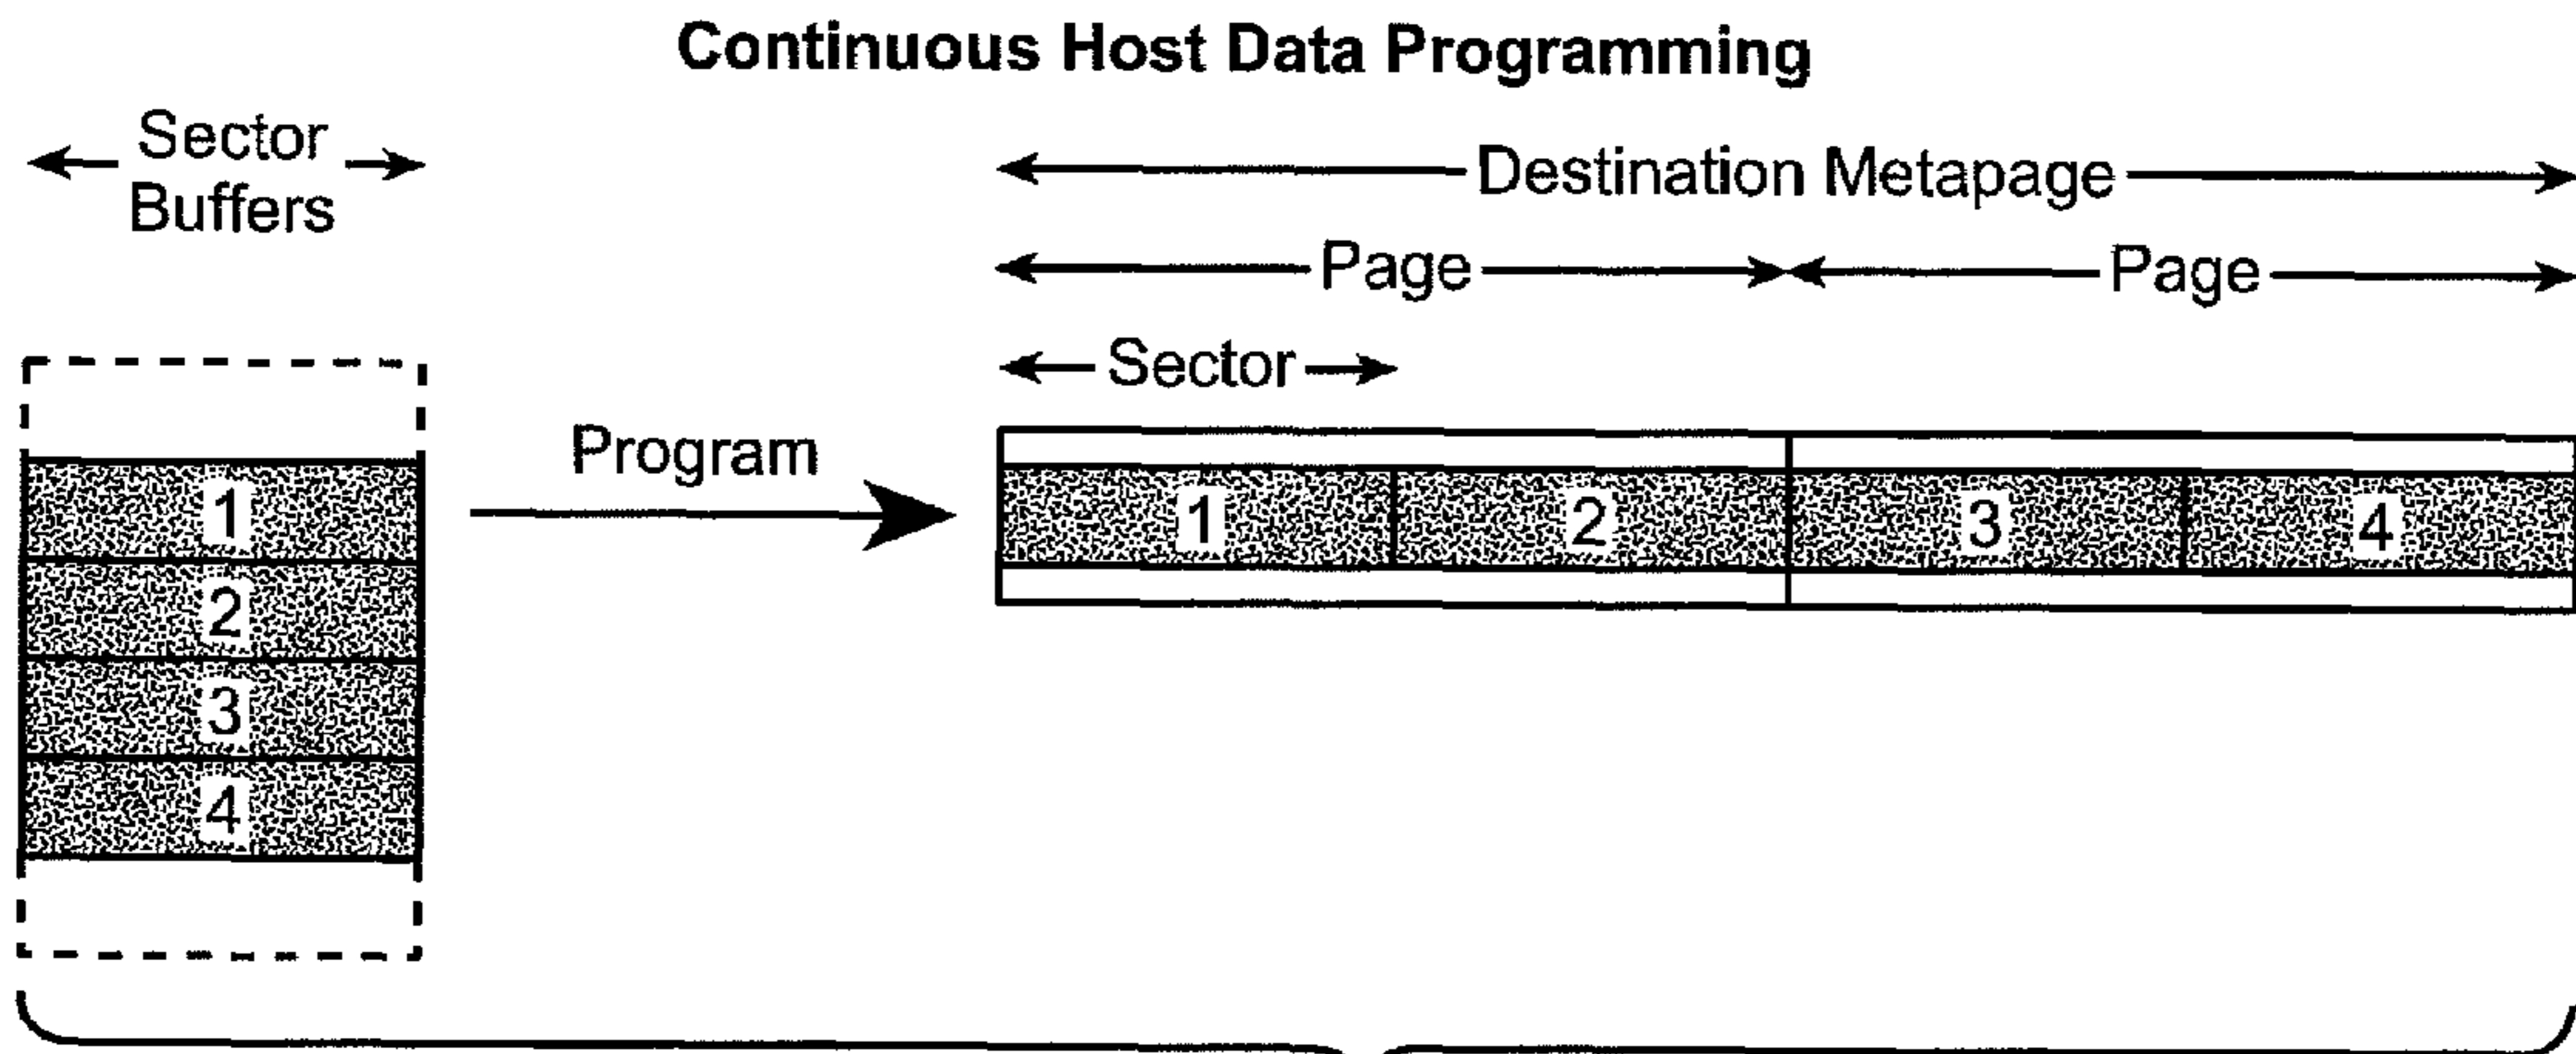 Continuous Host Data Programming
Sector
Buffers
Destination Metapage
Page Page
Sector
Program
1
2
3
4
1 2 3 4